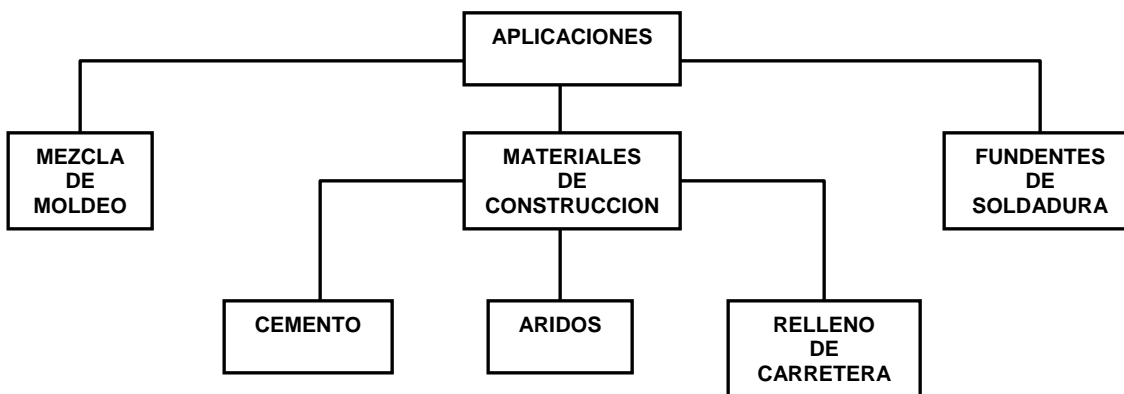 APLICACIONES
MEZCLA
DE
MOLDEO
MATERIALES
DE
CONSTRUCCION
FUNDENTES
DE
SOLDADURA
CEMENTO
ARIDOS
RELLENO
DE
CARRETERA